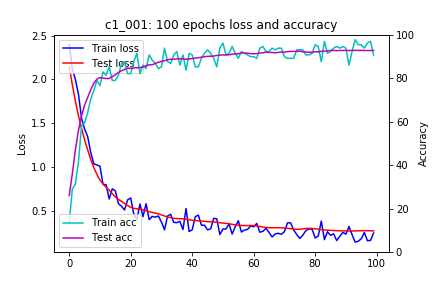 c1_001: 100 epochs loss and accuracy
2.5
2.0
1.5
1.0
0.5
Loss
Train loss
Test loss
Train acc
Test acc
100
80
60
40
20
0
Accuracy
0
20
40
60
80
100